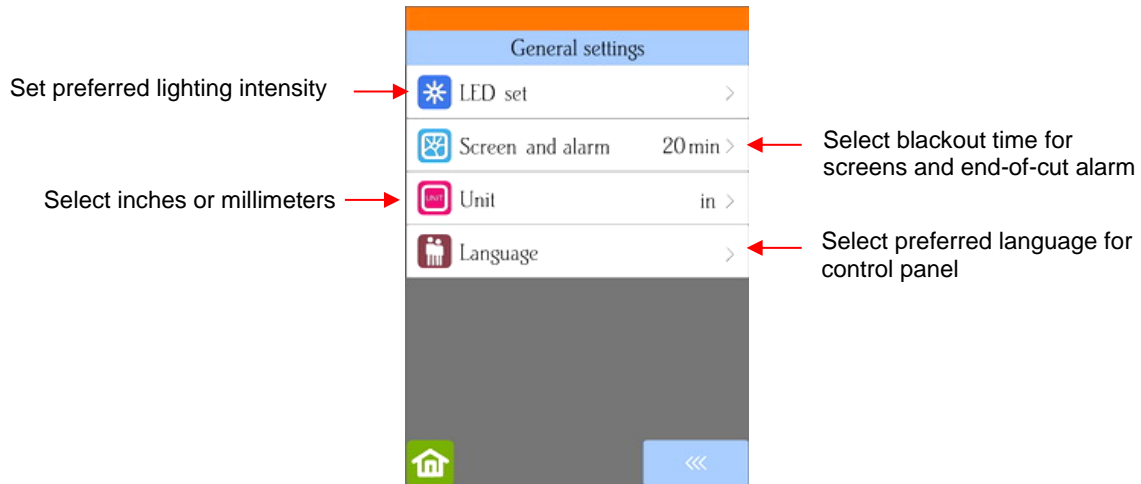 General settings
Set preferred lighting intensity
LED set
Screen and alarm 20 min
Select blackout time for
screens and end-of-cut alarm
Select inches or millimeters
UNIT
Unit in
Language
Select preferred language for
control panel